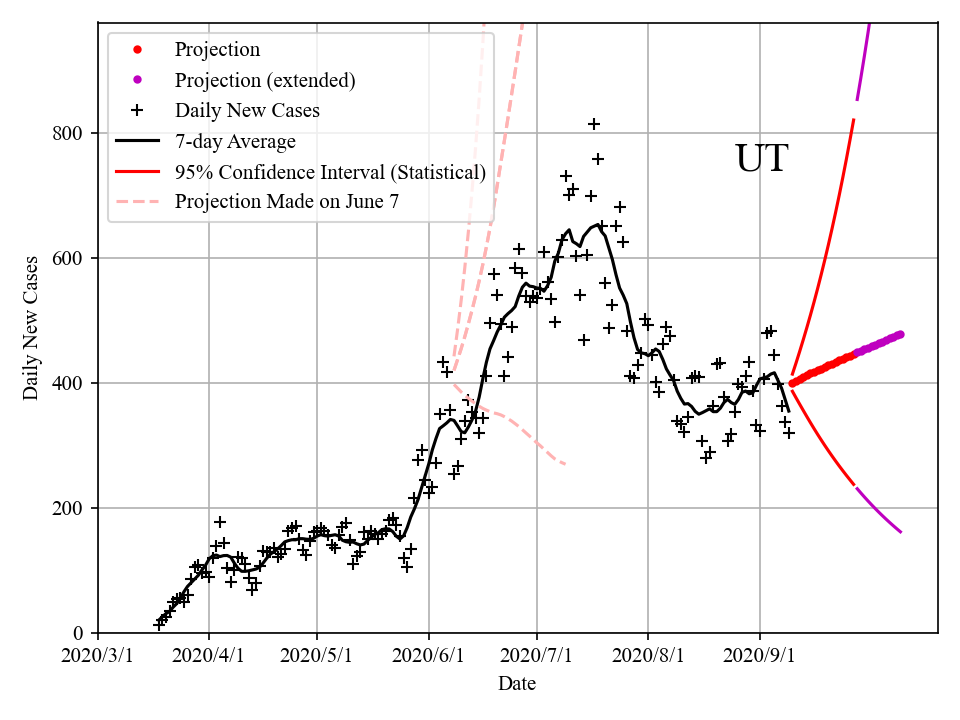 Projection
Projection (extended)
Daily New Cases
7-day Average
95% Confidence Interval (Statistical)
Projection Made on June 7
UT
800
600
400
200
0
Daily New Cases
2020/3/1 2020/4/1 2020/5/1 2020/6/1 2020/7/1 2020/8/1 2020/9/1
Date